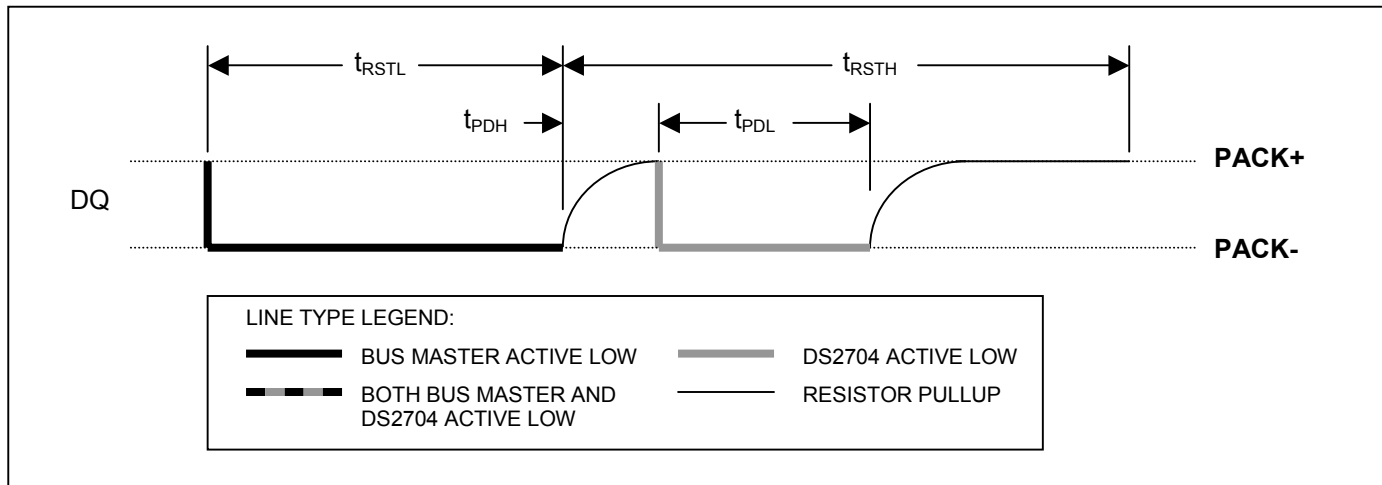 tRSTL
tRSTH
tPDH
tPDL
PACK+
DQ
PACK-
LINE TYPE LEGEND:
BUS MASTER ACTIVE LOW
DS2704 ACTIVE LOW
BOTH BUS MASTER AND
DS2704 ACTIVE LOW
RESISTOR PULLUP